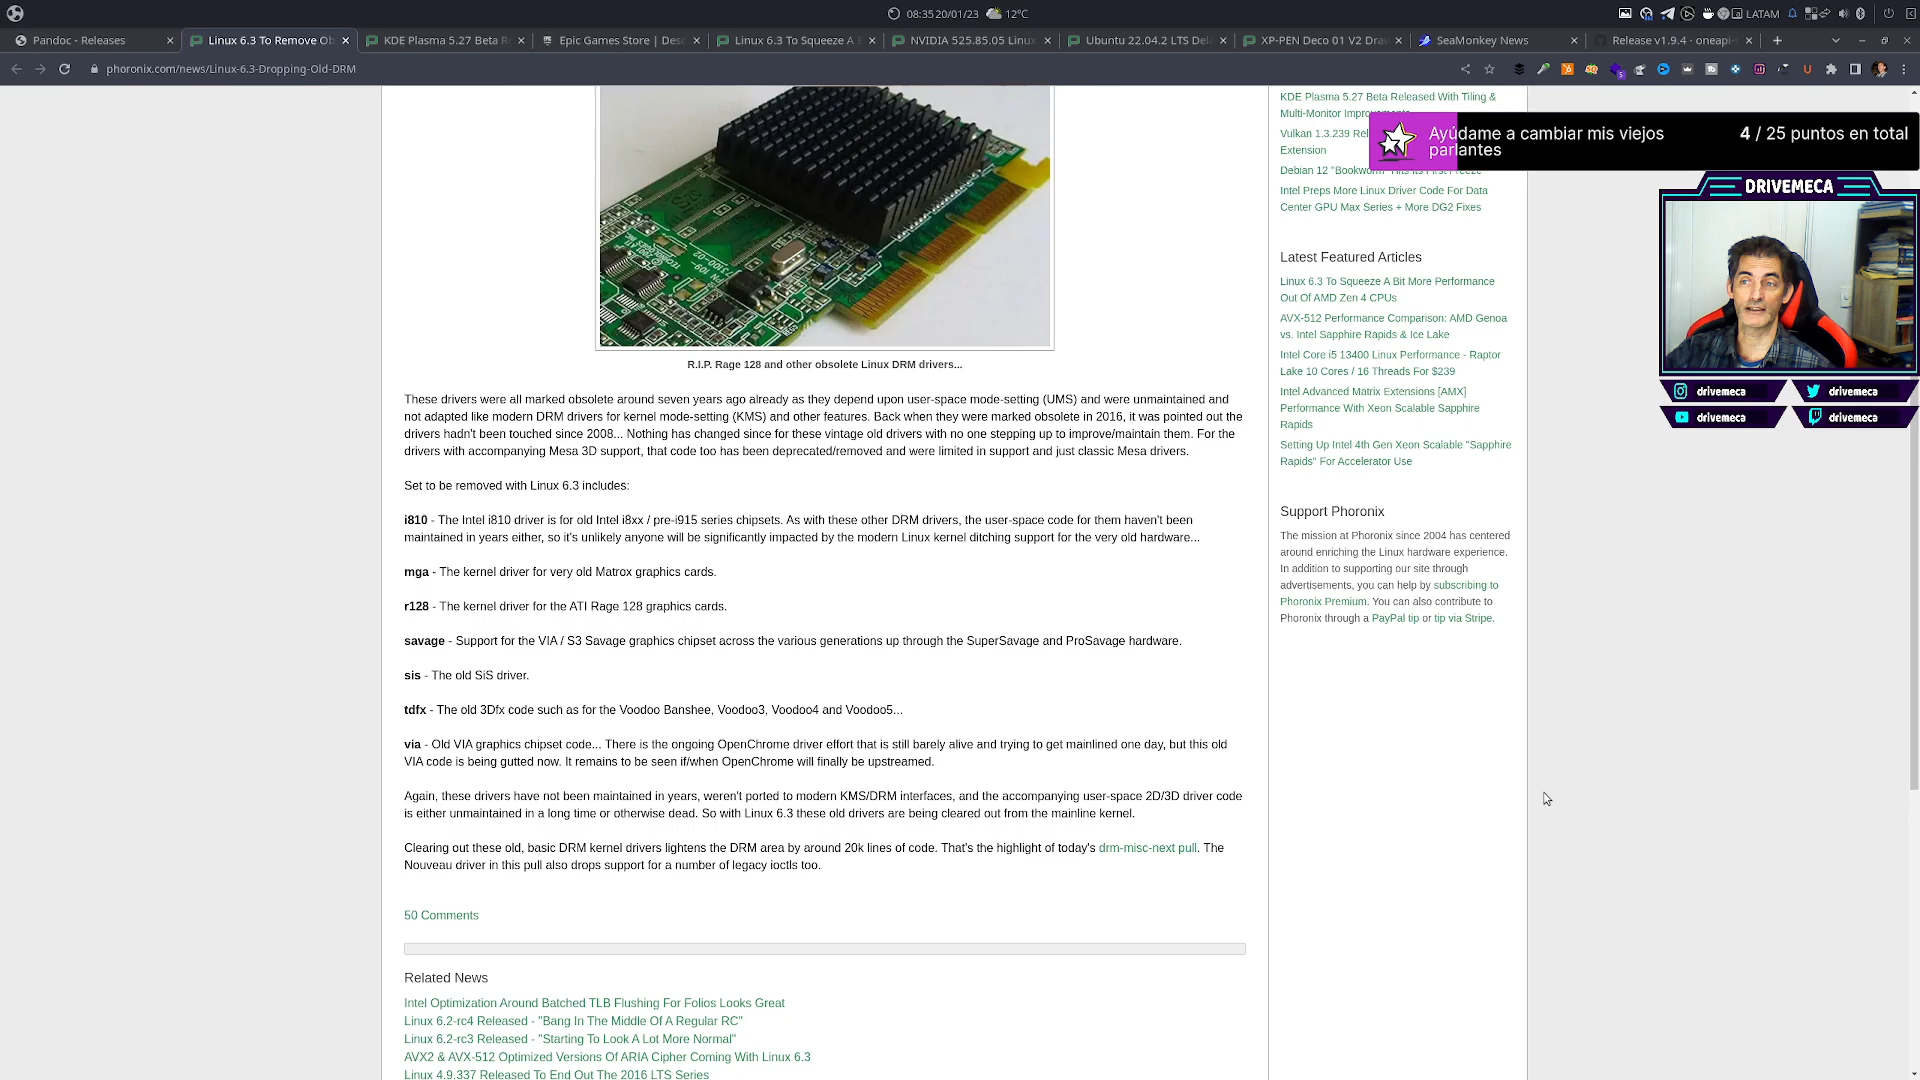 08:35 20/01/23 12°C LATAM
Pandoc - Releases
Linux 6.3 To Remove Ob
KDE Plasma 5.27 Beta R
Epic Games Store | Desc
Linux 6.3 To Squeeze A B
NVIDIA 525.85.05 Linux
Ubuntu 22.04.2 LTS Dela
XP-PEN Deco 01 V2 Draw
SeaMonkey News
Release v1.9.4 · oneapi-
phoronix.com/news/Linux-6.3-Dropping-Old-DRM
R.I.P. Rage 128 and other obsolete Linux DRM drivers...
These drivers were all marked obsolete around seven years ago already as they depend upon user-space mode-setting (UMS) and were unmaintained and
not adapted like modern DRM drivers for kernel mode-setting (KMS) and other features. Back when they were marked obsolete in 2016, it was pointed out the
drivers hadn't been touched since 2008... Nothing has changed since for these vintage old drivers with no one stepping up to improve/maintain them. For the
drivers with accompanying Mesa 3D support, that code too has been deprecated/removed and were limited in support and just classic Mesa drivers.
Set to be removed with Linux 6.3 includes:
i810 - The Intel i810 driver is for old Intel i8xx / pre-i915 series chipsets. As with these other DRM drivers, the user-space code for them haven't been
maintained in years either, so it's unlikely anyone will be significantly impacted by the modern Linux kernel ditching support for the very old hardware...
mga - The kernel driver for very old Matrox graphics cards.
r128 - The kernel driver for the ATI Rage 128 graphics cards.
savage - Support for the VIA / S3 Savage graphics chipset across the various generations up through the SuperSavage and ProSavage hardware.
sis - The old SiS driver.
tdfx - The old 3Dfx code such as for the Voodoo Banshee, Voodoo3, Voodoo4 and Voodoo5...
via - Old VIA graphics chipset code... There is the ongoing OpenChrome driver effort that is still barely alive and trying to get mainlined one day, but this old
VIA code is being gutted now. It remains to be seen if/when OpenChrome will finally be upstreamed.
Again, these drivers have not been maintained in years, weren't ported to modern KMS/DRM interfaces, and the accompanying user-space 2D/3D driver code
is either unmaintained in a long time or otherwise dead. So with Linux 6.3 these old drivers are being cleared out from the mainline kernel.
Clearing out these old, basic DRM kernel drivers lightens the DRM area by around 20k lines of code. That's the highlight of today's drm-misc-next pull. The
Nouveau driver in this pull also drops support for a number of legacy ioctls too.
50 Comments
Related News
Intel Optimization Around Batched TLB Flushing For Folios Looks Great
Linux 6.2-rc4 Released - "Bang In The Middle Of A Regular RC"
Linux 6.2-rc3 Released - "Starting To Look A Lot More Normal"
AVX2 & AVX-512 Optimized Versions Of ARIA Cipher Coming With Linux 6.3
Linux 4.9.337 Released To End Out The 2016 LTS Series
KDE Plasma 5.27 Beta Released With Tiling &
Multi-Monitor
Vulkan 1.3.239
Extension
Debian 12
Intel Preps More Linux Driver Code For Data
Center GPU Max Series + More DG2 Fixes
Latest Featured Articles
Linux 6.3 To Squeeze A Bit More Performance
Out Of AMD Zen 4 CPUs
AVX-512 Performance Comparison: AMD Genoa
vs. Intel Sapphire Rapids & Ice Lake
Intel Core i5 13400 Linux Performance - Raptor
Lake 10 Cores / 16 Threads For $239
Intel Advanced Matrix Extensions [AMX]
Performance With Xeon Scalable Sapphire
Rapids
Setting Up Intel 4th Gen Xeon Scalable "Sapphire
Rapids" For Accelerator Use
Support Phoronix
The mission at Phoronix since 2004 has centered
around enriching the Linux hardware experience.
In addition to supporting our site through
advertisements, you can help by subscribing to
Phoronix Premium. You can also contribute to
Phoronix through a PayPal tip or tip via Stripe.
Ayúdame a cambiar mis viejos
parlantes
4 / 25 puntos en total
DRIVEMECA
drivemeca
drivemeca
drivemeca
drivemeca